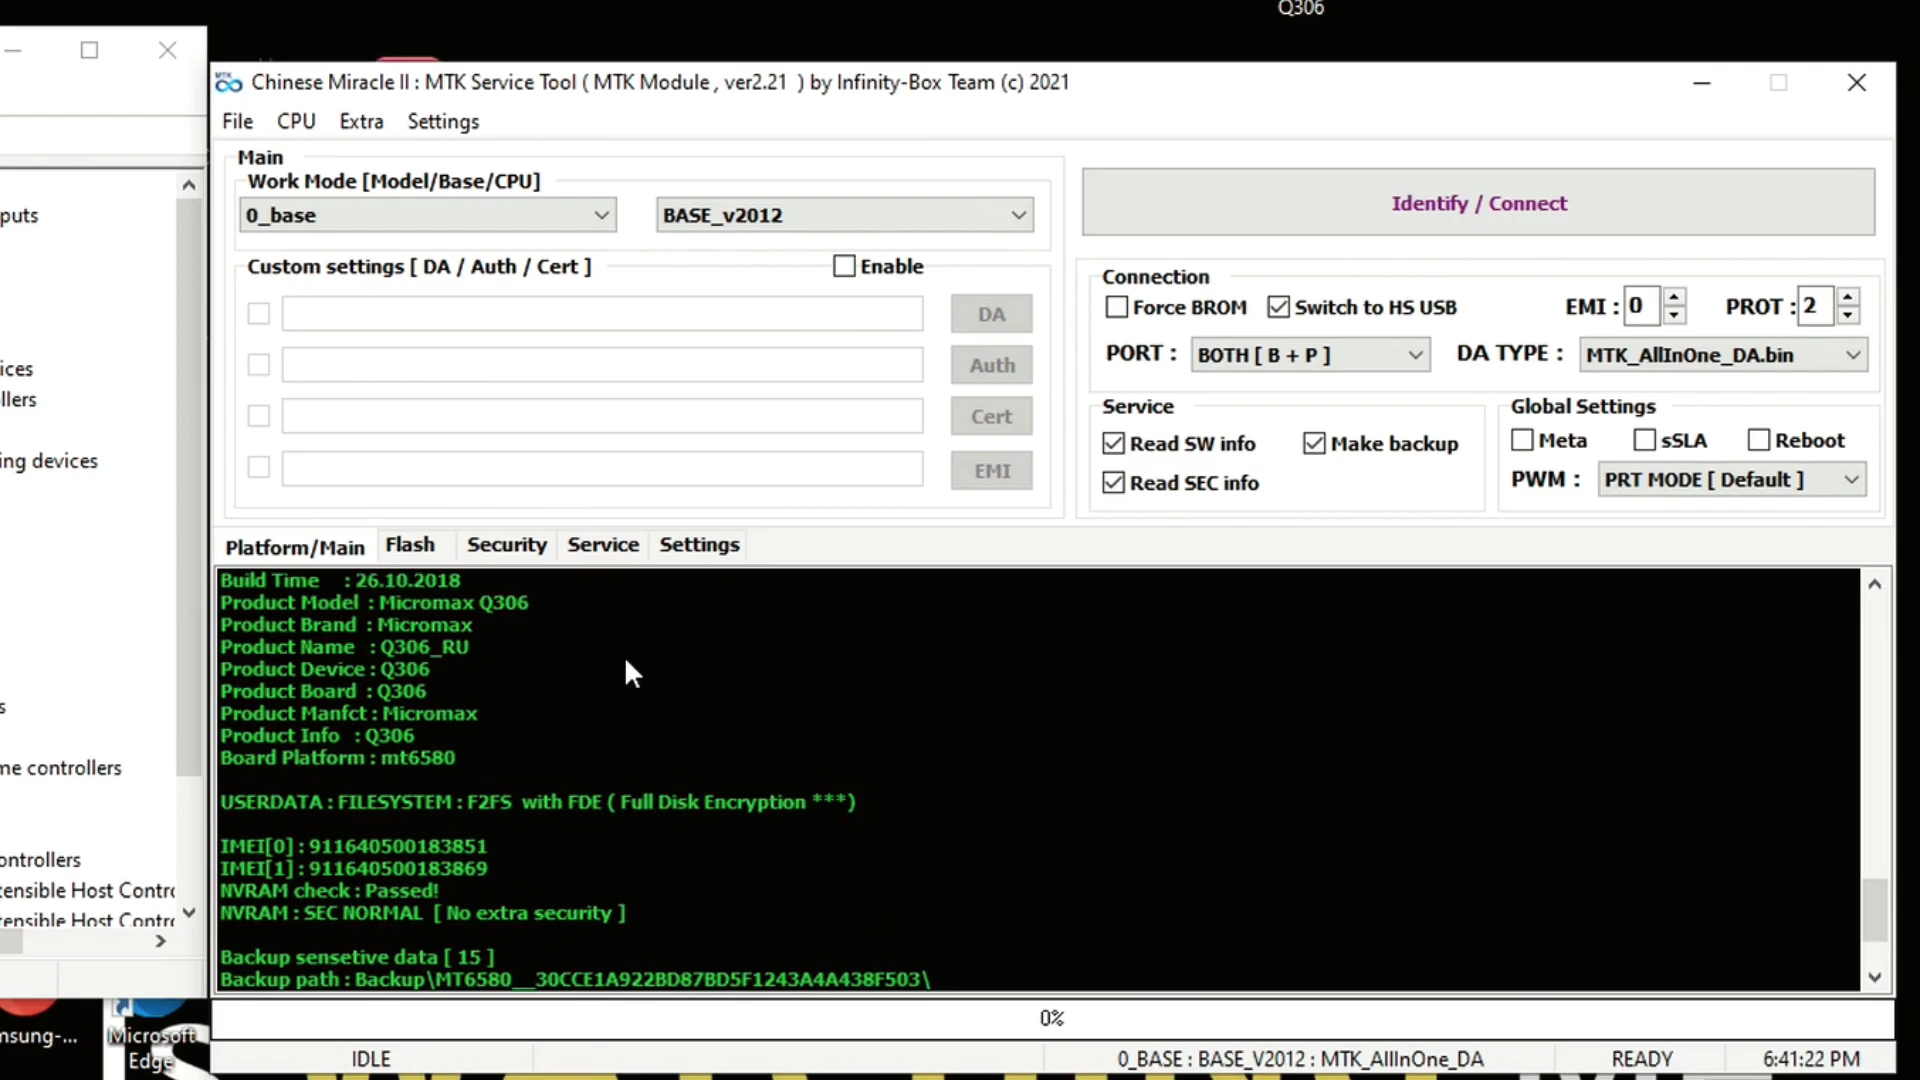 Q306
Chinese Miracle II : MTK Service Tool ( MTK Module , ver2.21 ) by Infinity-Box Team (c) 2021
File CPU Extra Settings
Main
Work Mode [Model/Base/CPU]
0_base BASE_v2012
Identify / Connect
Custom settings [ DA / Auth / Cert ] Enable
DA
Auth
Cert
EMI
Connection
Force BROM Switch to HS USB EMI : 0 PROT : 2
PORT : BOTH [ B + P ] DA TYPE : MTK_AllInOne_DA.bin
Service
Read SW info Make backup
Read SEC info
Global Settings
Meta sSLA Reboot
PWM : PRT MODE [ Default ]
Platform/Main Flash Security Service Settings
Build Time : 26.10.2018
Product Model : Micromax Q306
Product Brand : Micromax
Product Name : Q306_RU
Product Device : Q306
Product Board : Q306
Product Manfct : Micromax
Product Info : Q306
Board Platform : mt6580
USERDATA : FILESYSTEM : F2FS with FDE ( Full Disk Encryption ***)
IMEI[0] : 911640500183851
IMEI[1] : 911640500183869
NVRAM check : Passed!
NVRAM : SEC NORMAL [ No extra security ]
Backup sensetive data [ 15 ]
Backup path : Backup\MT6580__30CCE1A922BD87BD5F1243A4A438F503\
0%
IDLE 0_BASE : BASE_V2012 : MTK_AllInOne_DA READY 6:41:22 PM
puts
ices
llers
ing devices
s
me controllers
ontrollers
tensible Host Contr
tensible Host Contr
msung-...
Microsoft
Edge